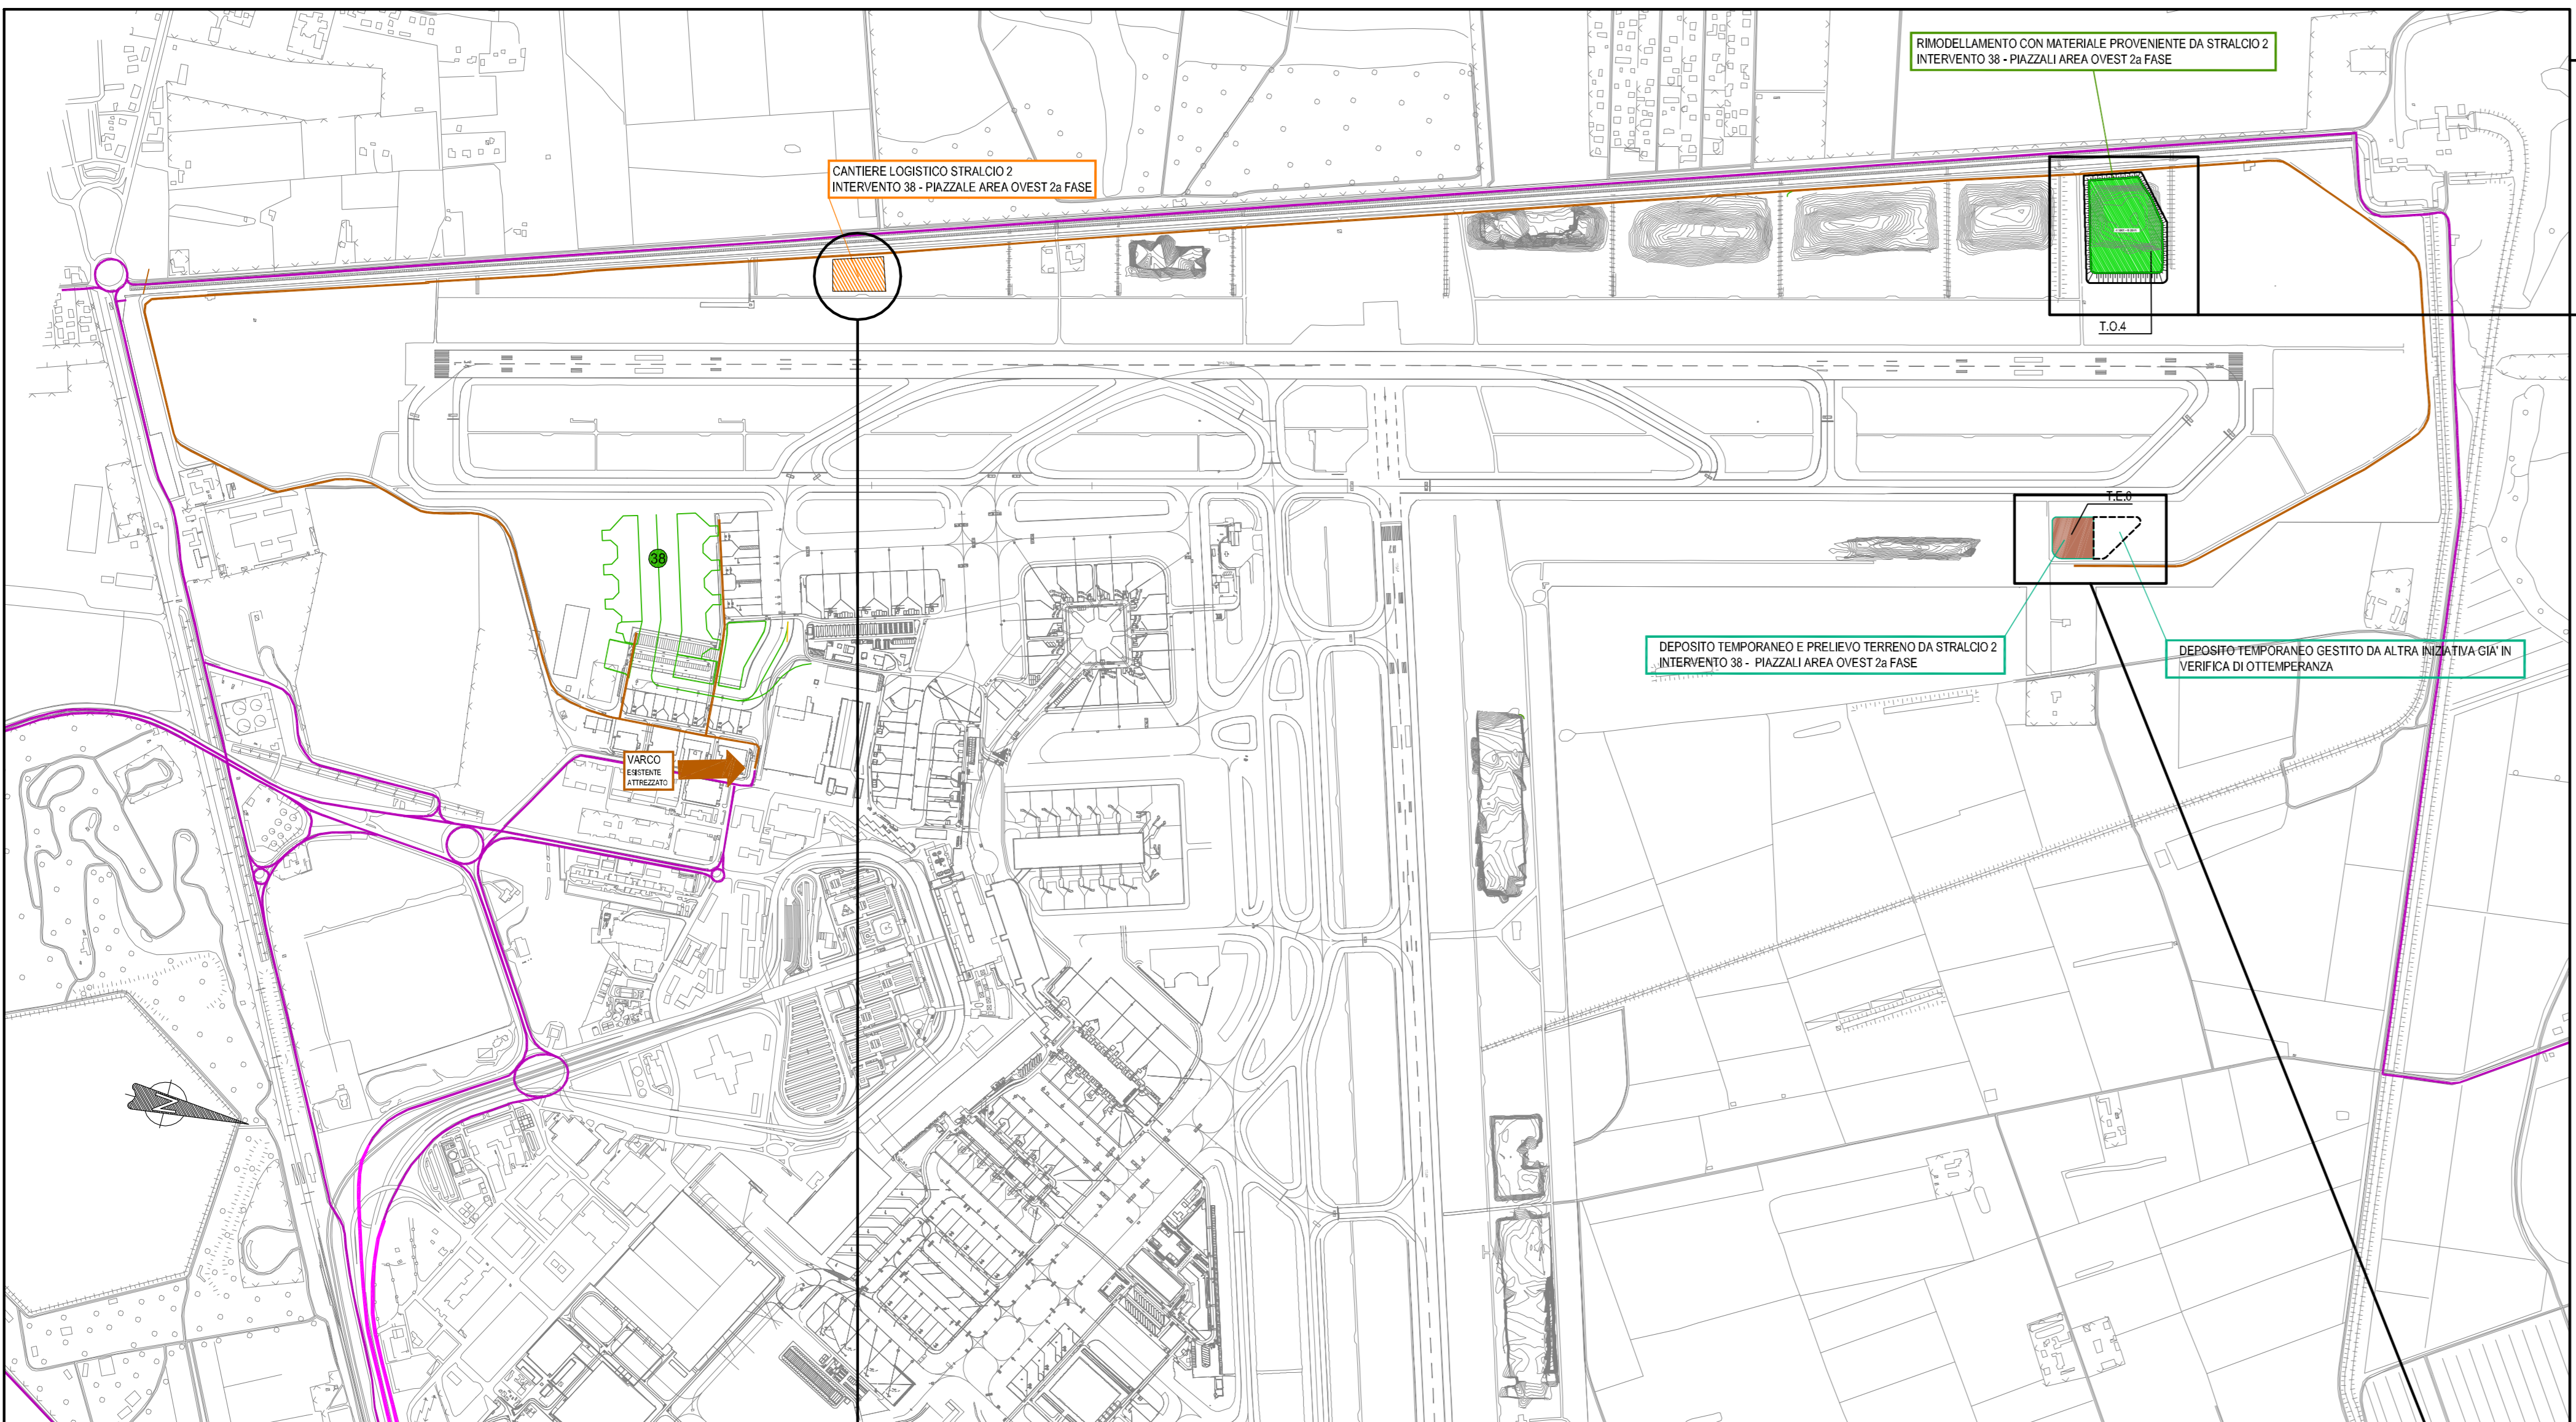 RIMODELLAMENTO CON MATERIALE PROVENIENTE DA STRALCIO 2
INTERVENTO 38 - PIAZZALI AREA OVEST 2a FASE
CANTIERE LOGISTICO STRALCIO 2
INTERVENTO 38 - PIAZZALE AREA OVEST 2a FASE
T.O.4
T.E.8
38
DEPOSITO TEMPORANEO E PRELIEVO TERRENO DA STRALCIO 2
INTERVENTO 38 - PIAZZALI AREA OVEST 2a FASE
DEPOSITO TEMPORANEO GESTITO DA ALTRA INIZIATIVA GIA' IN
VERIFICA DI OTTEMPERANZA
VARCO
ESISTENTE
ATTREZZATO
N